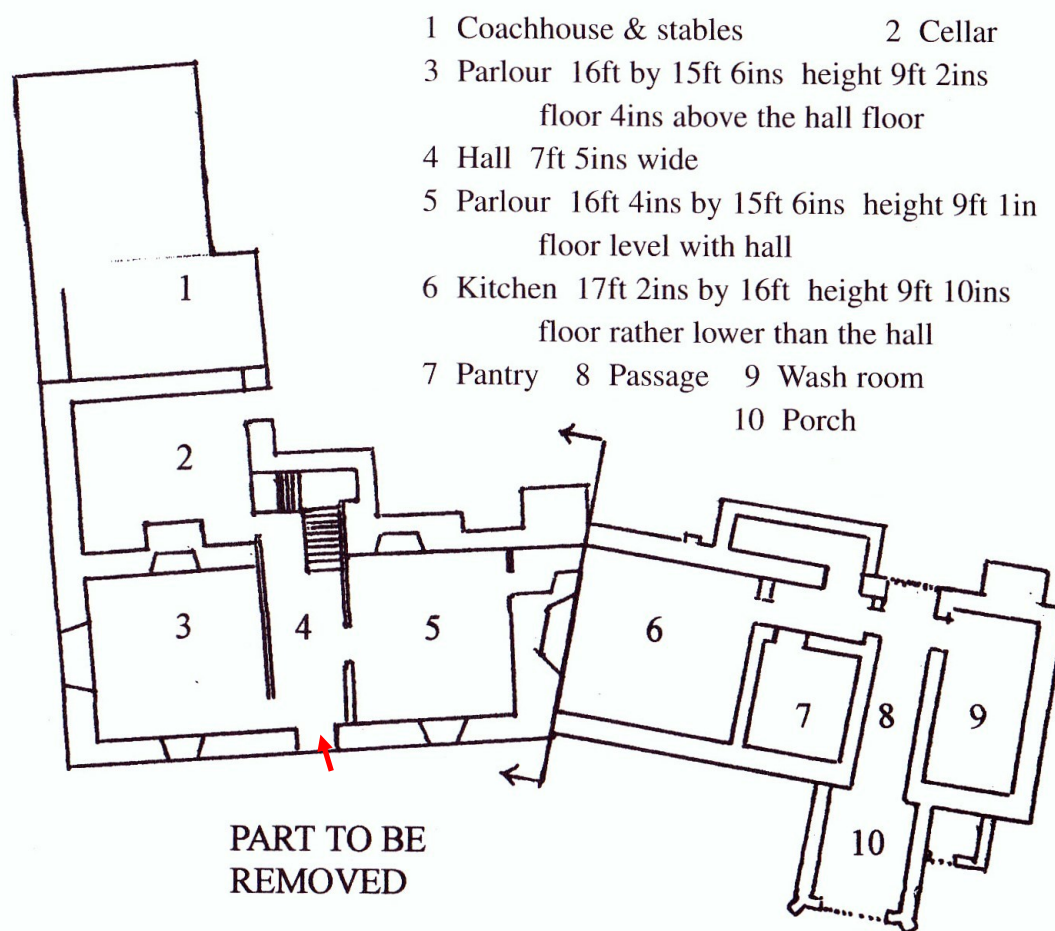 1 Coachhouse & stables 2 Cellar
3 Parlour 16ft by 15ft 6ins height 9ft 2ins
floor 4ins above the hall floor
4 Hall 7ft 5ins wide
5 Parlour 16ft 4ins by 15ft 6ins height 9ft 1in
floor level with hall
6 Kitchen 17ft 2ins by 16ft height 9ft 10ins
floor rather lower than the hall
7 Pantry 8 Passage 9 Wash room
10 Porch
1
2
3
4
5
6
7
8
9
10
PART TO BE
REMOVED